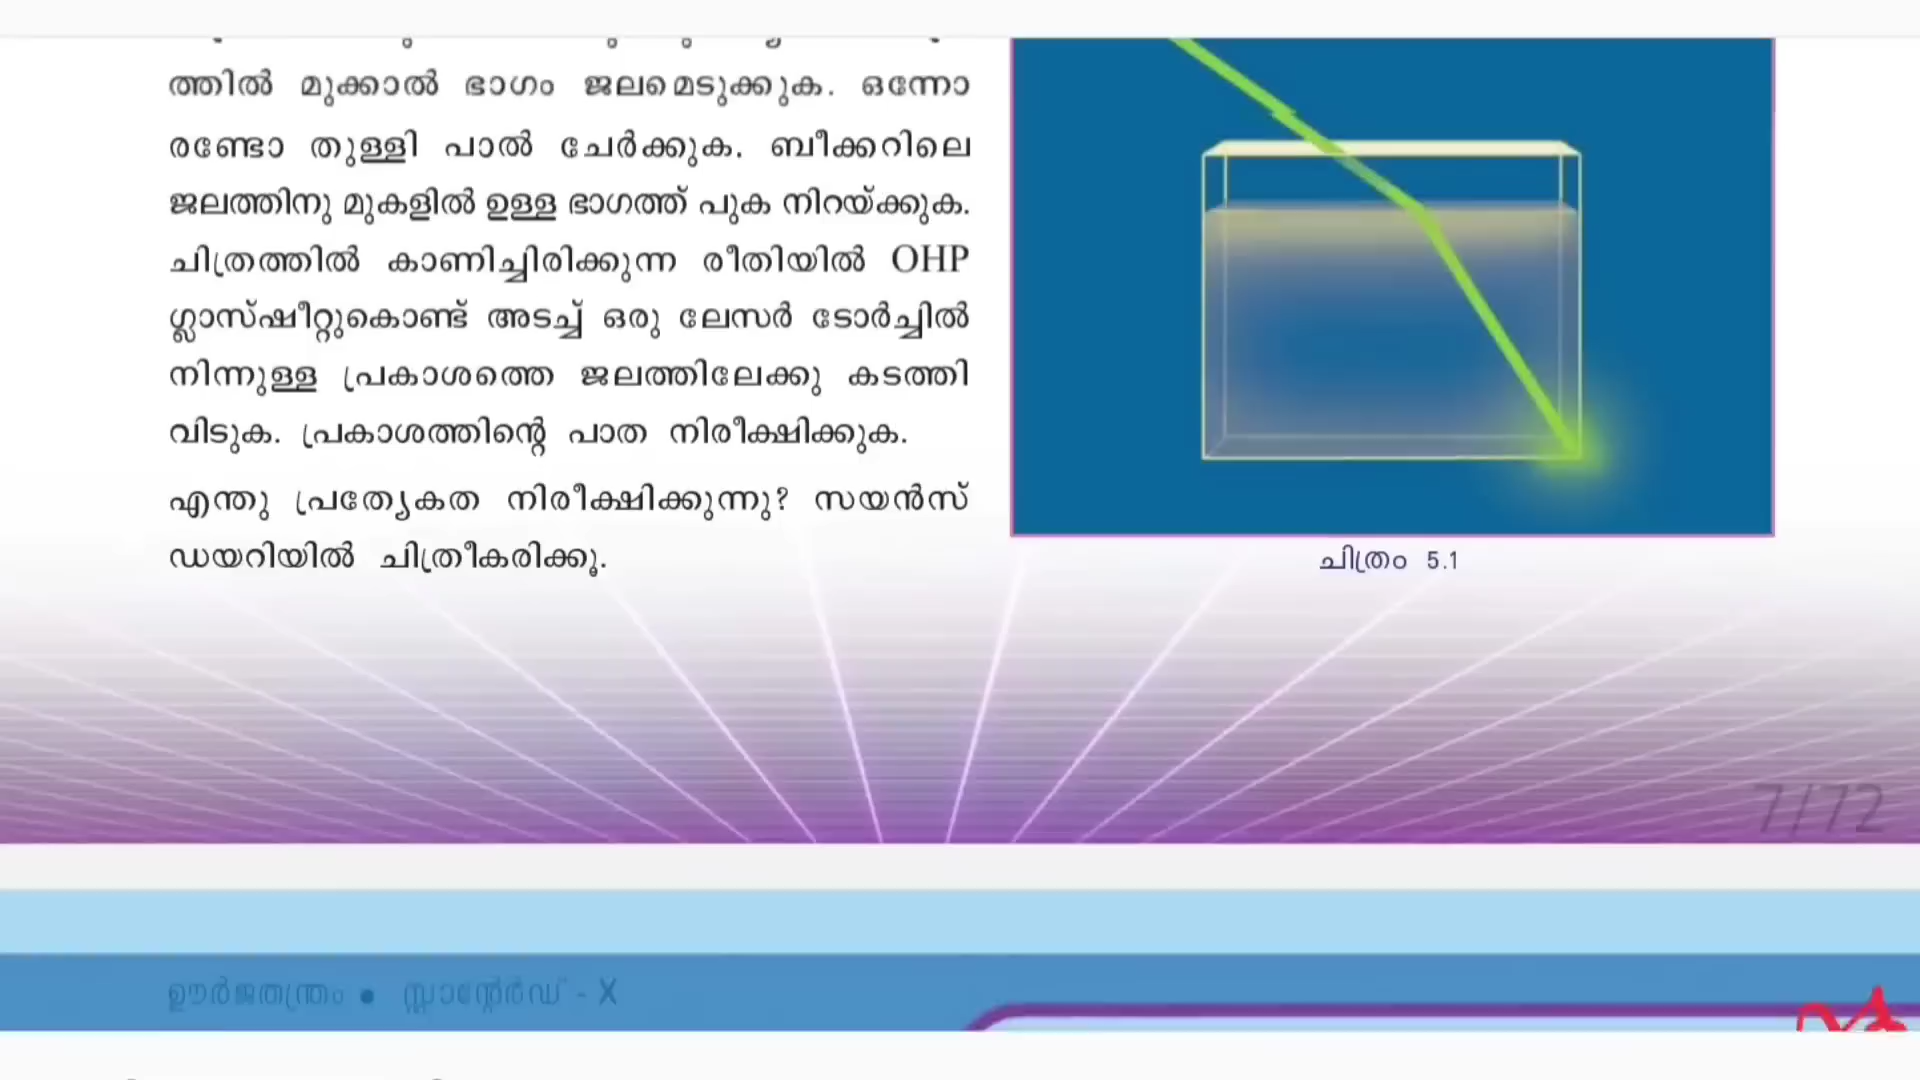 ത്തിൽ മുക്കാൽ ഭാഗം ജലമെടുക്കുക. ഒന്നോ
രണ്ടോ തുള്ളി പാൽ ചേർക്കുക. ബീക്കറിലെ
ജലത്തിനു മുകളിൽ ഉള്ള ഭാഗത്ത് പുക നിറയ്ക്കുക.
ചിത്രത്തിൽ കാണിച്ചിരിക്കുന്ന രീതിയിൽ OHP
ഗ്ലാസ്ഷീറ്റുകൊണ്ട് അടച്ച് ഒരു ലേസർ ടോർച്ചിൽ
നിന്നുള്ള പ്രകാശത്തെ ജലത്തിലേക്കു കടത്തി
വിടുക. പ്രകാശത്തിന്റെ പാത നിരീക്ഷിക്കുക.
എന്തു പ്രത്യേകത നിരീക്ഷിക്കുന്നു? സയൻസ്
ഡയറിയിൽ ചിത്രീകരിക്കൂ.
ചിത്രം 5.1
7/72
ഊർജതന്ത്രം • സ്റ്റാന്റേർഡ് - X